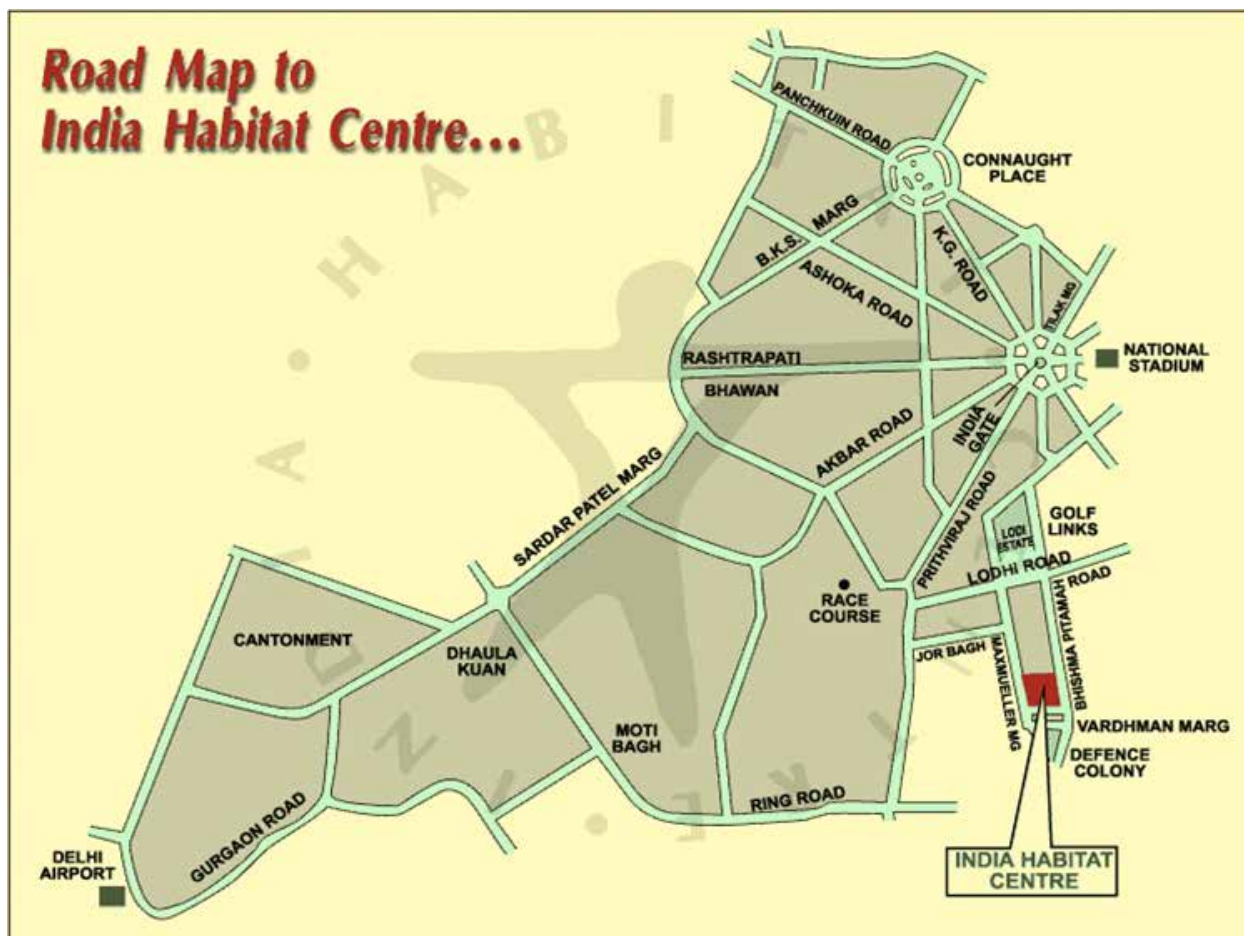 Road Map to
India Habitat Centre...
PANCHKUIN ROAD
CONNAUGHT
PLACE
B.K.S. MARG
K.G. ROAD
ASHOKA ROAD
TILAK MG
RASHTRAPATI
BHAWAN
NATIONAL
STADIUM
INDIA
GATE
AKBAR ROAD
SARDAR PATEL MARG
PRITHVIRAJ ROAD
GOLF
LINKS
LODI
ESTATE
LODHI ROAD
RACE
COURSE
CANTONMENT
DHAULA
KUAN
JOR BAGH
MAXMUELLER MG
BHISHMA PITAMAH ROAD
MOTI
BAGH
VARDHMAN MARG
DEFENCE
COLONY
RING ROAD
GURGAON ROAD
DELHI
AIRPORT
INDIA HABITAT
CENTRE
INDIA HABITAT CENTRE